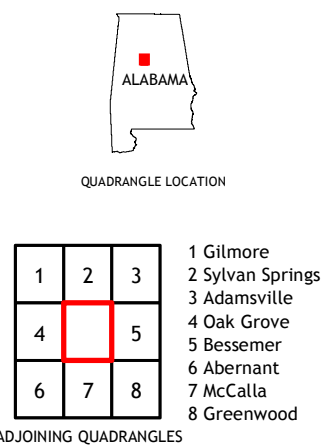 ALABAMA
QUADRANGLE LOCATION
1 2 3
4 5
6 7 8
1 Gilmore
2 Sylvan Springs
3 Adamsville
4 Oak Grove
5 Bessemer
6 Abernant
7 McCalla
8 Greenwood
ADJOINING QUADRANGLES